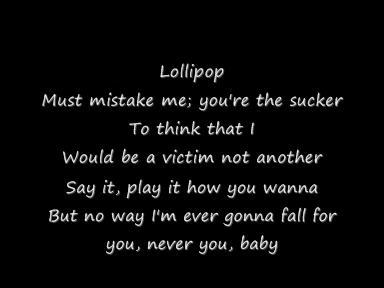 Lollipop
Must mistake me; you're the sucker
To think that I
Would be a victim not another
Say it, play it how you wanna
But no way I'm ever gonna fall for
you, never you, baby